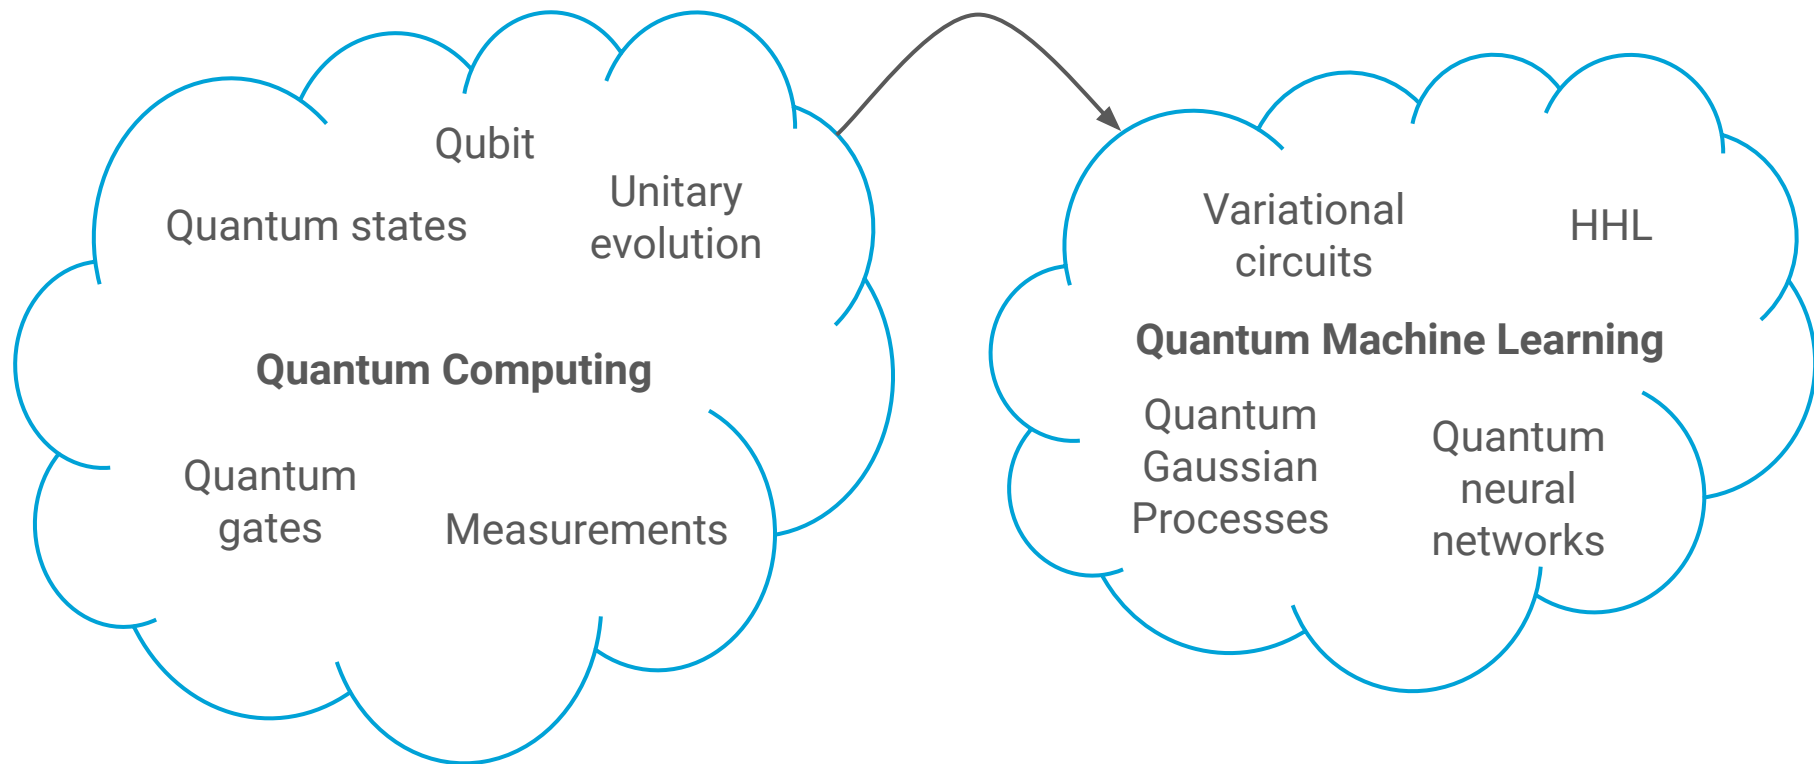 Qubit
Quantum states
Unitary
evolution
Quantum Computing
Quantum
gates
Measurements
Variational
circuits
HHL
Quantum Machine Learning
Quantum
Gaussian
Processes
Quantum
neural
networks